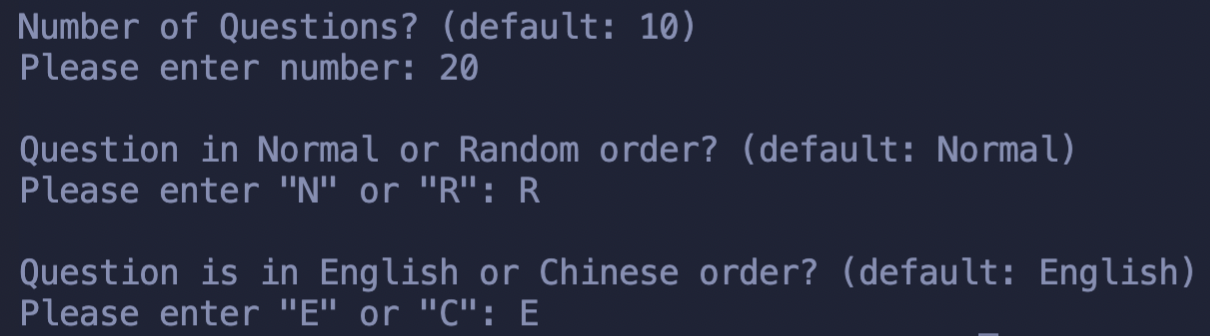 Number of Questions? (default: 10)
Please enter number: 20
Question in Normal or Random order? (default: Normal)
Please enter "N" or "R": R
Question is in English or Chinese order? (default: English)
Please enter "E" or "C": E